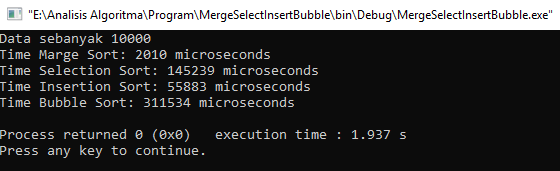 "E:\Analisis Algoritma\Program\MergeSelectInsertBubble\bin\Debug\MergeSelectInsertBubble.exe"
Data sebanyak 10000
Time Marge Sort: 2010 microseconds
Time Selection Sort: 145239 microseconds
Time Insertion Sort: 55883 microseconds
Time Bubble Sort: 311534 microseconds
Process returned 0 (0x0)   execution time : 1.937 s
Press any key to continue.